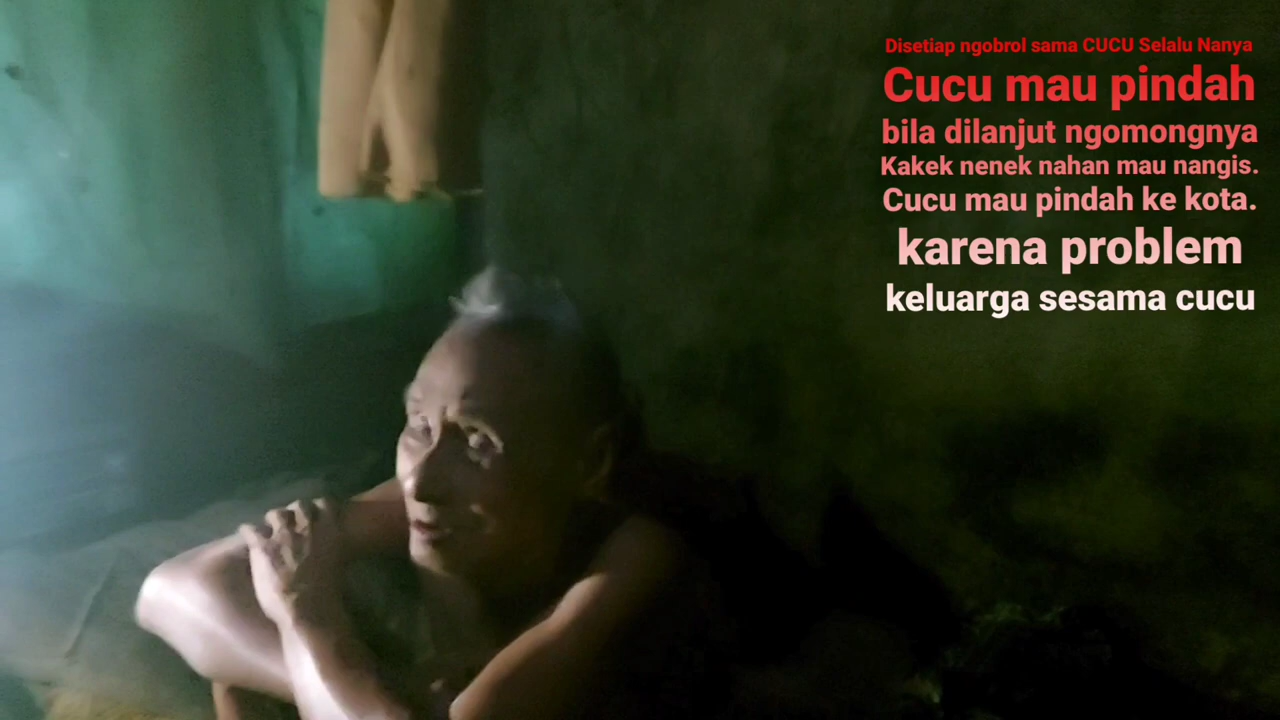 Disetiap ngobrol sama CUCU Selalu Nanya
Cucu mau pindah
bila dilanjut ngomongnya
Kakek nenek nahan mau nangis.
Cucu mau pindah ke kota.
karena problem
keluarga sesama cucu